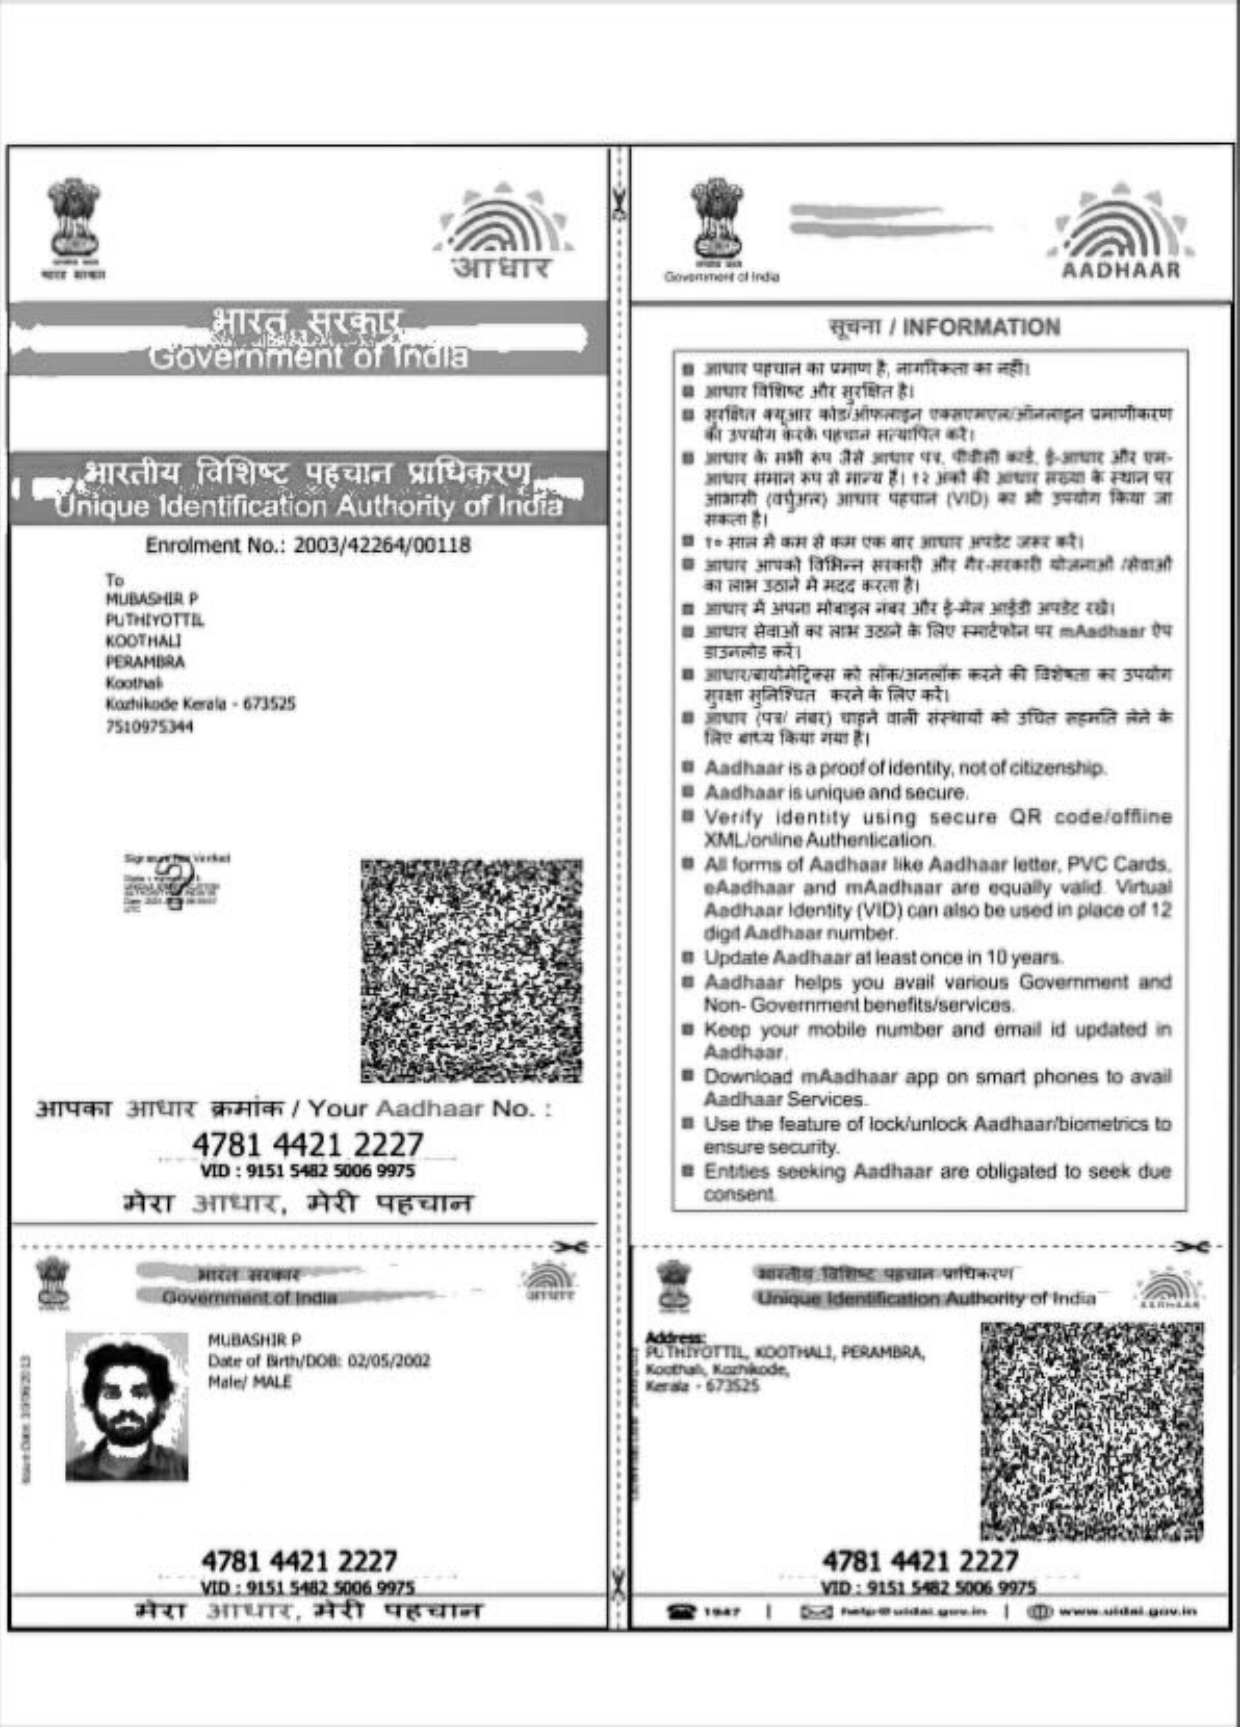 भारत सरकार
आधार
भारत सरकार
Government of India
भारतीय विशिष्ट पहचान प्राधिकरण
Unique Identification Authority of India
Enrolment No.: 2003/42264/00118
To
MUBASHIR P
PUTHIYOTTIL
KOOTHALI
PERAMBRA
Koothali
Kozhikode Kerala - 673525
7510975344
Signature Not Verified
आपका आधार क्रमांक / Your Aadhaar No. :
4781 4421 2227
VID : 9151 5482 5006 9975
मेरा आधार, मेरी पहचान
भारत सरकार
Government of India
आधार
MUBASHIR P
Date of Birth/DOB: 02/05/2002
Male/ MALE
4781 4421 2227
VID : 9151 5482 5006 9975
मेरा आधार, मेरी पहचान
Government of India
AADHAAR
सूचना / INFORMATION
आधार पहचान का प्रमाण है, नागरिकता का नहीं।
आधार विशिष्ट और सुरक्षित है।
सुरक्षित क्यूआर कोड/ऑफलाइन एक्सएमएल/ऑनलाइन प्रमाणीकरण
का उपयोग करके पहचान सत्यापित करें।
आधार के सभी रूप जैसे आधार पत्र, पीवीसी कार्ड, ई-आधार और एम-
आधार समान रूप से मान्य हैं। १२ अंकों की आधार संख्या के स्थान पर
आभासी (वर्चुअल) आधार पहचान (VID) का भी उपयोग किया जा
सकता है।
१० साल में कम से कम एक बार आधार अपडेट जरूर करें।
आधार आपको विभिन्न सरकारी और गैर-सरकारी योजनाओं /सेवाओं
का लाभ उठाने में मदद करता है।
आधार में अपना मोबाइल नंबर और ई-मेल आईडी अपडेट रखें।
आधार सेवाओं का लाभ उठाने के लिए स्मार्टफोन पर mAadhaar ऐप
डाउनलोड करें।
आधार/बायोमेट्रिक्स को लॉक/अनलॉक करने की विशेषता का उपयोग
सुरक्षा सुनिश्चित करने के लिए करें।
आधार (पत्र/ नंबर) चाहने वाली संस्थायों को उचित सहमति लेने के
लिए बाध्य किया गया है।
Aadhaar is a proof of identity, not of citizenship.
Aadhaar is unique and secure.
Verify identity using secure QR code/offline
XML/online Authentication.
All forms of Aadhaar like Aadhaar letter, PVC Cards,
eAadhaar and mAadhaar are equally valid. Virtual
Aadhaar Identity (VID) can also be used in place of 12
digit Aadhaar number.
Update Aadhaar at least once in 10 years.
Aadhaar helps you avail various Government and
Non- Government benefits/services.
Keep your mobile number and email id updated in
Aadhaar.
Download mAadhaar app on smart phones to avail
Aadhaar Services.
Use the feature of lock/unlock Aadhaar/biometrics to
ensure security.
Entities seeking Aadhaar are obligated to seek due
consent.
भारतीय विशिष्ट पहचान प्राधिकरण
Unique Identification Authority of India
AADHAAR
Address:
PUTHIYOTTIL, KOOTHALI, PERAMBRA,
Koothali, Kozhikode,
Kerala - 673525
4781 4421 2227
VID : 9151 5482 5006 9975
1947 | help@uidai.gov.in | www.uidai.gov.in